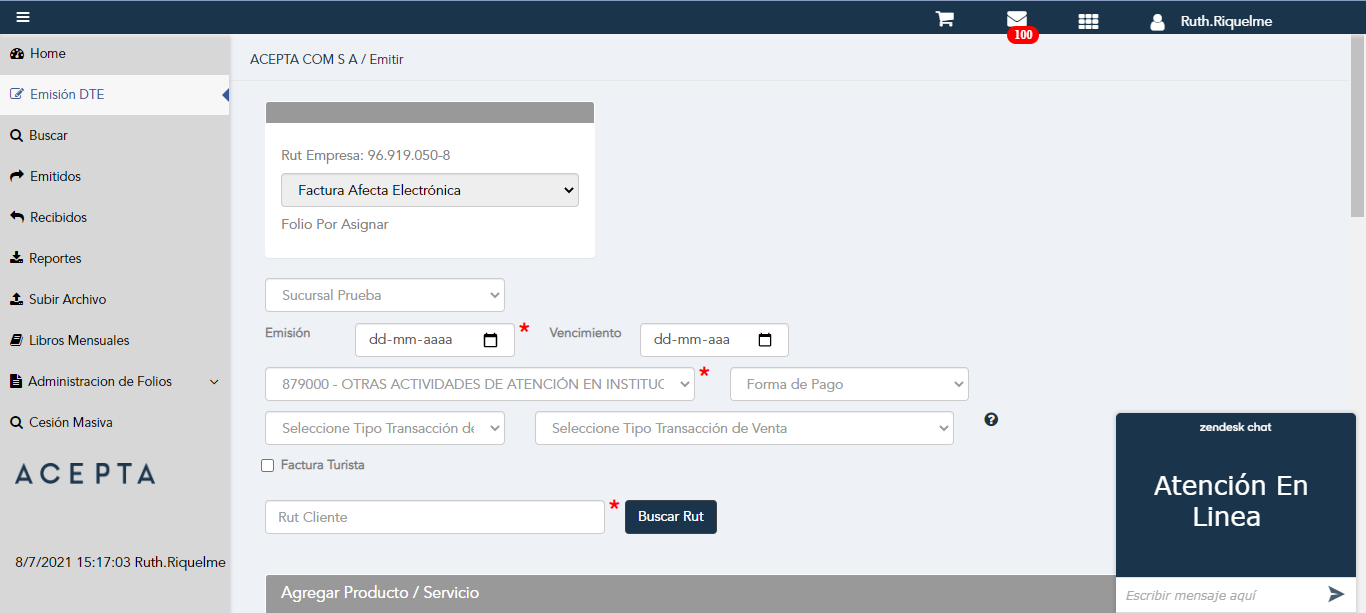 100
Ruth.Riquelme
Home
Emisión DTE
Buscar
Emitidos
Recibidos
Reportes
Subir Archivo
Libros Mensuales
Administracion de Folios
Cesión Masiva
ACEPTA
8/7/2021 15:17:03 Ruth.Riquelme
ACEPTA COM S A / Emitir
Rut Empresa: 96.919.050-8
Factura Afecta Electrónica
Folio Por Asignar
Sucursal Prueba
Emisión dd-mm-aaaa * Vencimiento dd-mm-aaa
879000 - OTRAS ACTIVIDADES DE ATENCIÓN EN INSTITUC * Forma de Pago
Seleccione Tipo Transacción de Seleccione Tipo Transacción de Venta ?
Factura Turista
Rut Cliente * Buscar Rut
Agregar Producto / Servicio
zendesk chat
Atención En
Linea
Escribir mensaje aquí